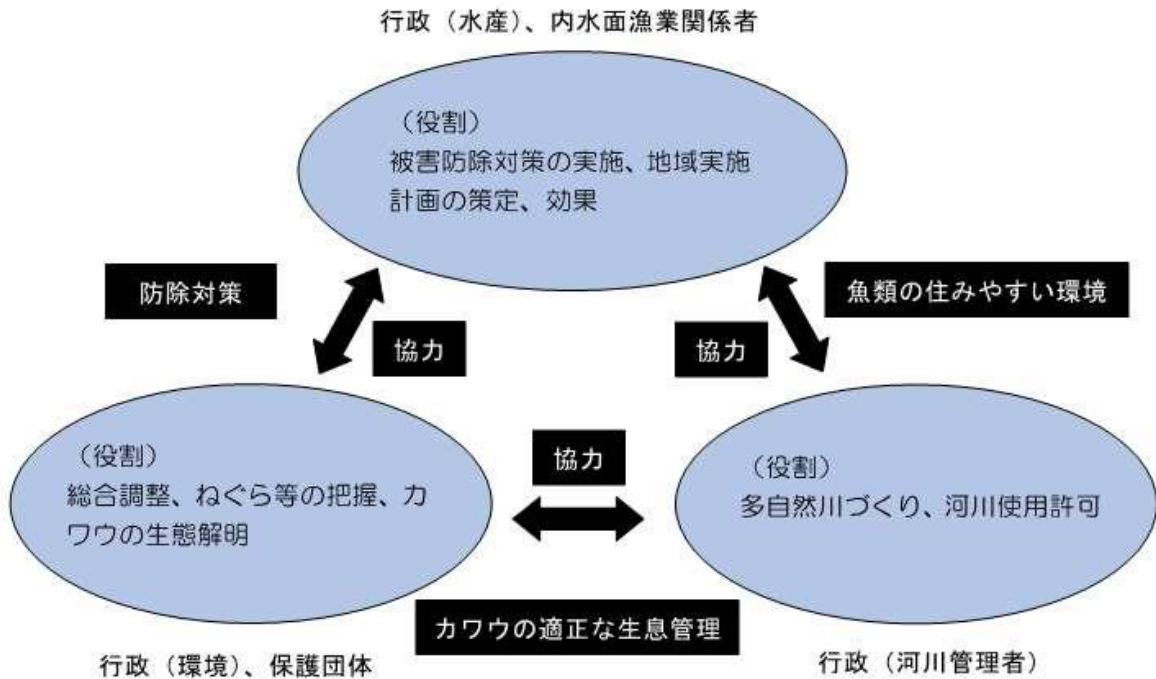 行政（水産）、内水面漁業関係者
（役割）
被害防除対策の実施、地域実施
計画の策定、効果
防除対策
魚類の住みやすい環境
協力
協力
（役割）
総合調整、ねぐら等の把握、カ
ワウの生態解明
協力
（役割）
多自然川づくり、河川使用許可
カワウの適正な生息管理
行政（環境）、保護団体
行政（河川管理者）